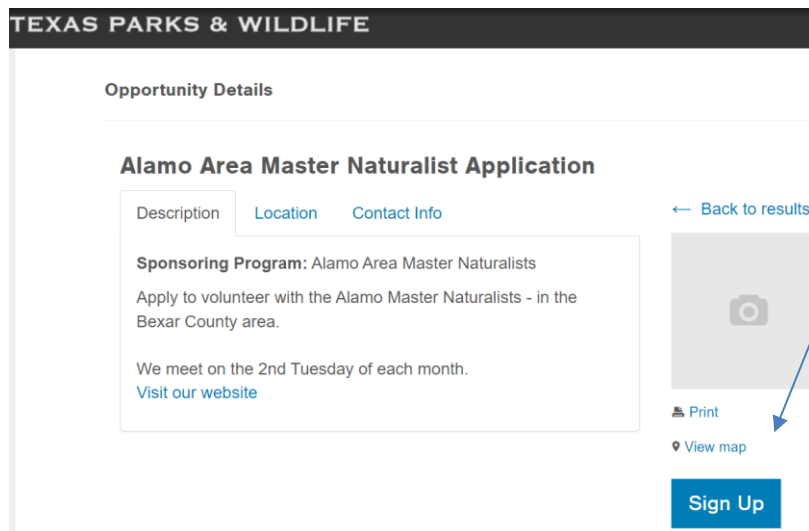 TEXAS PARKS & WILDLIFE
Opportunity Details
Alamo Area Master Naturalist Application
Description Location Contact Info
← Back to results
Sponsoring Program: Alamo Area Master Naturalists
Apply to volunteer with the Alamo Master Naturalists - in the
Bexar County area.
We meet on the 2nd Tuesday of each month.
Visit our website
Print
View map
Sign Up